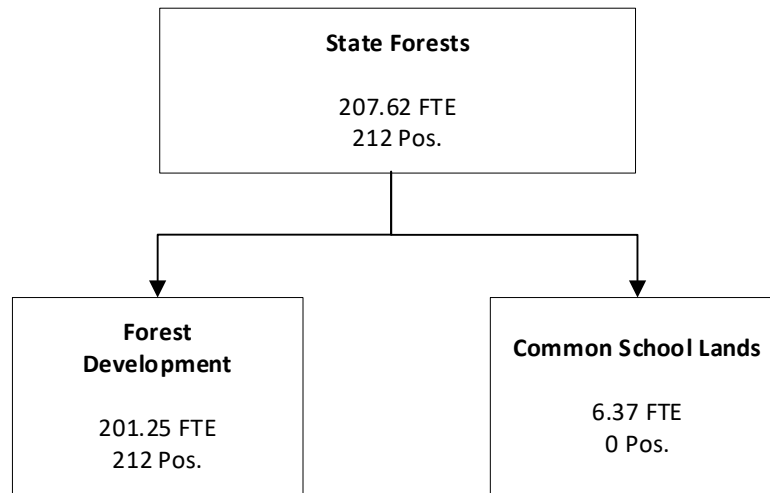 State Forests
207.62 FTE
212 Pos.
Forest
Development
201.25 FTE
212 Pos.
Common School Lands
6.37 FTE
0 Pos.